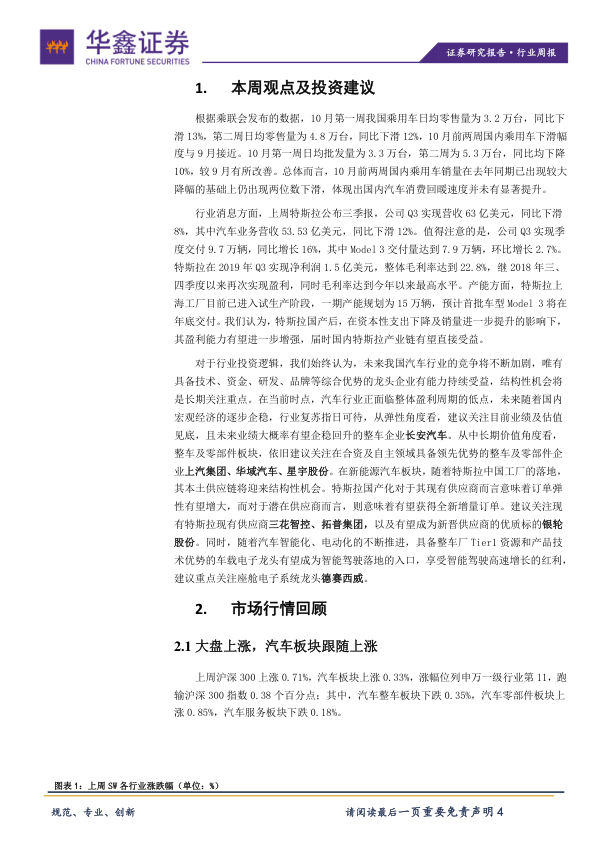 华鑫证券
CHINA FORTUNE SECURITIES
证券研究报告·行业周报
1. 本周观点及投资建议
根据乘联会发布的数据，10 月第一周我国乘用车日均零售量为 3.2 万台，同比下
滑 13%，第二周日均零售量为 4.8 万台，同比下滑 12%，10 月前两周国内乘用车下滑幅
度与 9 月接近。10 月第一周日均批发量为 3.3 万台，第二周为 5.3 万台，同比均下降
10%，较 9 月有所改善。总体而言，10 月前两周国内乘用车销量在去年同期已出现较大
降幅的基础上仍出现两位数下滑，体现出国内汽车消费回暖速度并未有显著提升。
行业消息方面，上周特斯拉公布三季报，公司 Q3 实现营收 63 亿美元，同比下滑
8%，其中汽车业务营收 53.53 亿美元，同比下滑 12%。值得注意的是，公司 Q3 实现季
度交付 9.7 万辆，同比增长 16%，其中 Model 3 交付量达到 7.9 万辆，环比增长 2.7%。
特斯拉在 2019 年 Q3 实现净利润 1.5 亿美元，整体毛利率达到 22.8%，继 2018 年三、
四季度以来再次实现盈利，同时毛利率达到今年以来最高水平。产能方面，特斯拉上
海工厂目前已进入试生产阶段，一期产能规划为 15 万辆，预计首批车型 Model 3 将在
年底交付。我们认为，特斯拉国产后，在资本性支出下降及销量进一步提升的影响下，
其盈利能力有望进一步增强，届时国内特斯拉产业链有望直接受益。
对于行业投资逻辑，我们始终认为，未来我国汽车行业的竞争将不断加剧，唯有
具备技术、资金、研发、品牌等综合优势的龙头企业有能力持续受益，结构性机会将
是长期关注重点。在当前时点，汽车行业正面临整体盈利周期的低点，未来随着国内
宏观经济的逐步企稳，行业复苏指日可待，从弹性角度看，建议关注目前业绩及估值
见底，且未来业绩大概率有望企稳回升的整车企业长安汽车。从中长期价值角度看，
整车及零部件板块，依旧建议关注在合资及自主领域具备领先优势的整车及零部件企
业上汽集团、华域汽车、星宇股份。在新能源汽车板块，随着特斯拉中国工厂的落地，
其本土供应链将迎来结构性机会。特斯拉国产化对于其现有供应商而言意味着订单弹
性有望增大，而对于潜在供应商而言，则意味着有望获得全新增量订单。建议关注现
有特斯拉现有供应商三花智控、拓普集团，以及有望成为新晋供应商的优质标的银轮
股份。同时，随着汽车智能化、电动化的不断推进，具备整车厂 Tier1 资源和产品技
术优势的车载电子龙头有望成为智能驾驶落地的入口，享受智能驾驶高速增长的红利，
建议重点关注座舱电子系统龙头德赛西威。
2. 市场行情回顾
2.1 大盘上涨，汽车板块跟随上涨
上周沪深 300 上涨 0.71%，汽车板块上涨 0.33%，涨幅位列申万一级行业第 11，跑
输沪深 300 指数 0.38 个百分点；其中，汽车整车板块下跌 0.35%，汽车零部件板块上
涨 0.85%，汽车服务板块下跌 0.18%。
图表 1：上周 SW 各行业涨跌幅（单位：%）
规范、专业、创新
请阅读最后一页重要免责声明 4